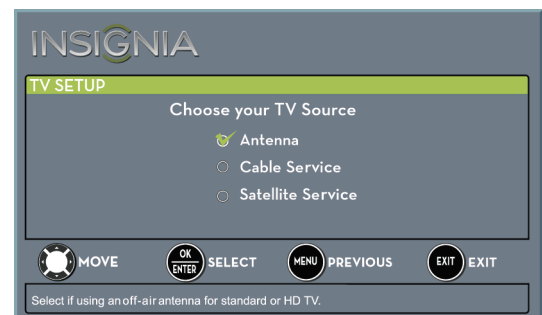 INSIGNIA
TV SETUP
Choose your TV Source
Antenna
Cable Service
Satellite Service
MOVE
OK
ENTER
SELECT
MENU
PREVIOUS
EXIT
EXIT
Select if using an off-air antenna for standard or HD TV.